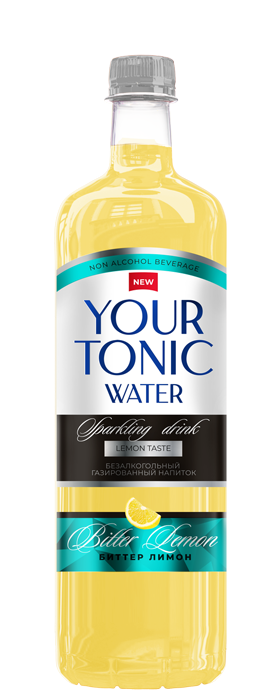 NON ALCOHOL BEVERAGE
NEW
YOUR
TONIC
WATER
Sparkling drink
LEMON TASTE
БЕЗАЛКОГОЛЬНЫЙ
ГАЗИРОВАННЫЙ НАПИТОК
Bitter Lemon
БИТТЕР ЛИМОН